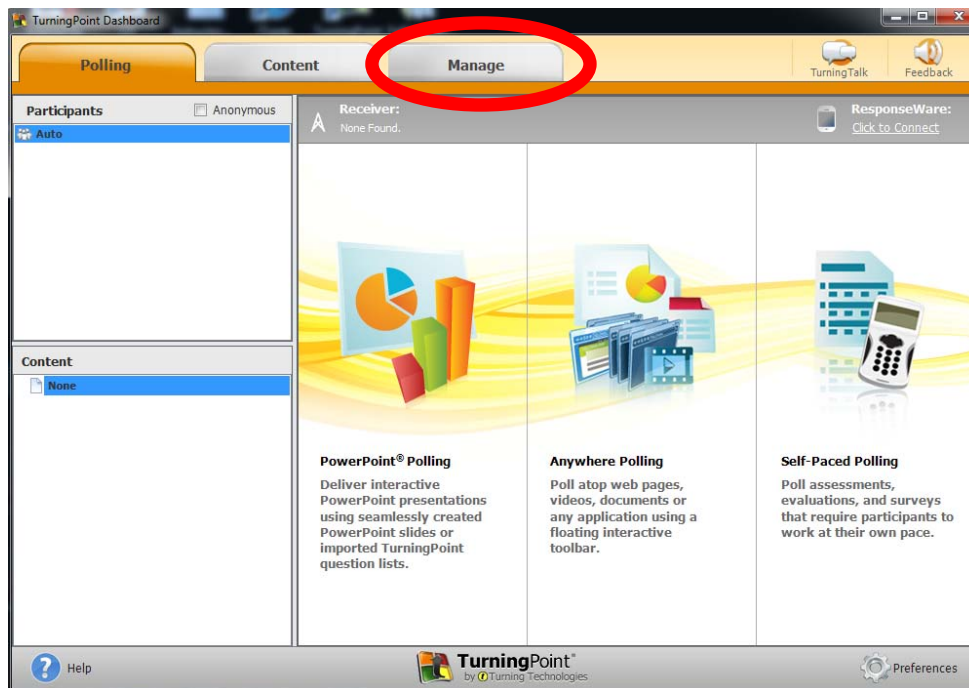 TurningPoint Dashboard
Polling
Content
Manage
TurningTalk
Feedback
Participants
Anonymous
Auto
Receiver:
None Found.
ResponseWare:
Click to Connect
Content
None
PowerPoint® Polling
Deliver interactive
PowerPoint presentations
using seamlessly created
PowerPoint slides or
imported TurningPoint
question lists.
Anywhere Polling
Poll atop web pages,
videos, documents or
any application using a
floating interactive
toolbar.
Self-Paced Polling
Poll assessments,
evaluations, and surveys
that require participants to
work at their own pace.
Help
TurningPoint®
by Turning Technologies
Preferences